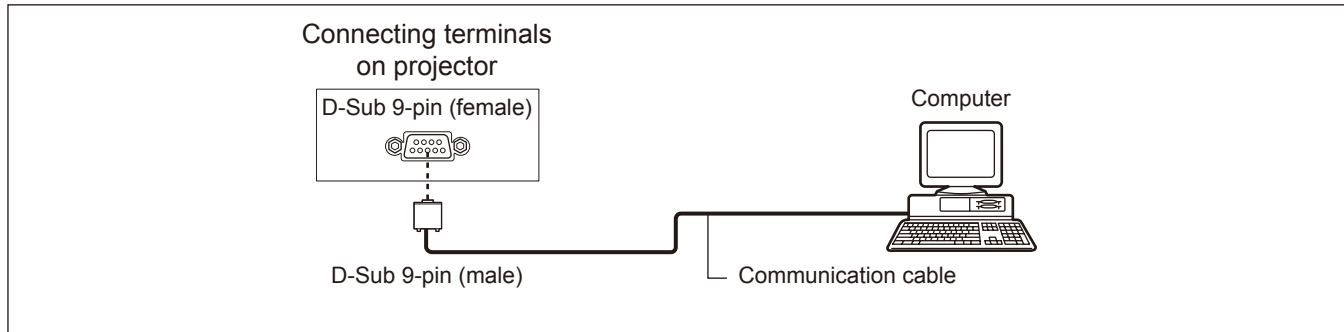 Connecting terminals
on projector
D-Sub 9-pin (female)
Computer
D-Sub 9-pin (male)
Communication cable